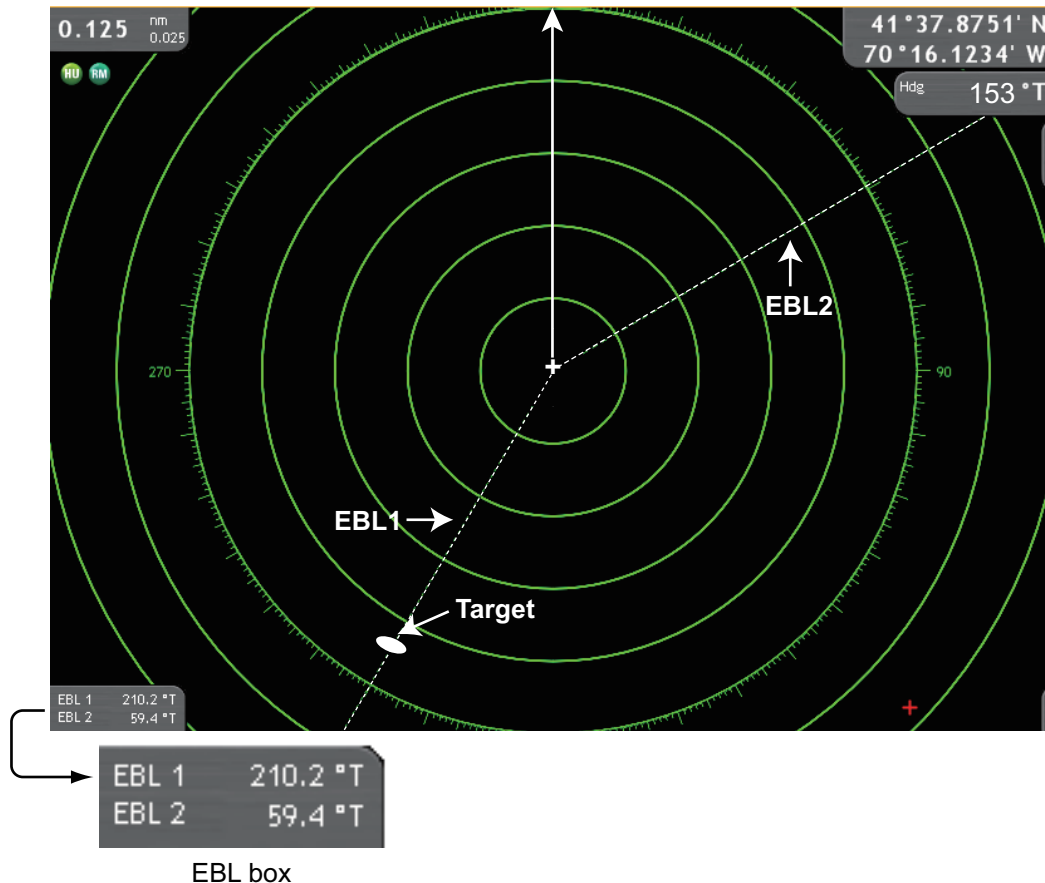 0.125 nm
0.025
41°37.8751' N
70°16.1234' W
HU RM
Hdg 153 °T
EBL2
270
90
EBL1
Target
EBL 1 210.2 °T
EBL 2 59.4 °T
EBL 1 210.2 °T
EBL 2 59.4 °T
EBL box